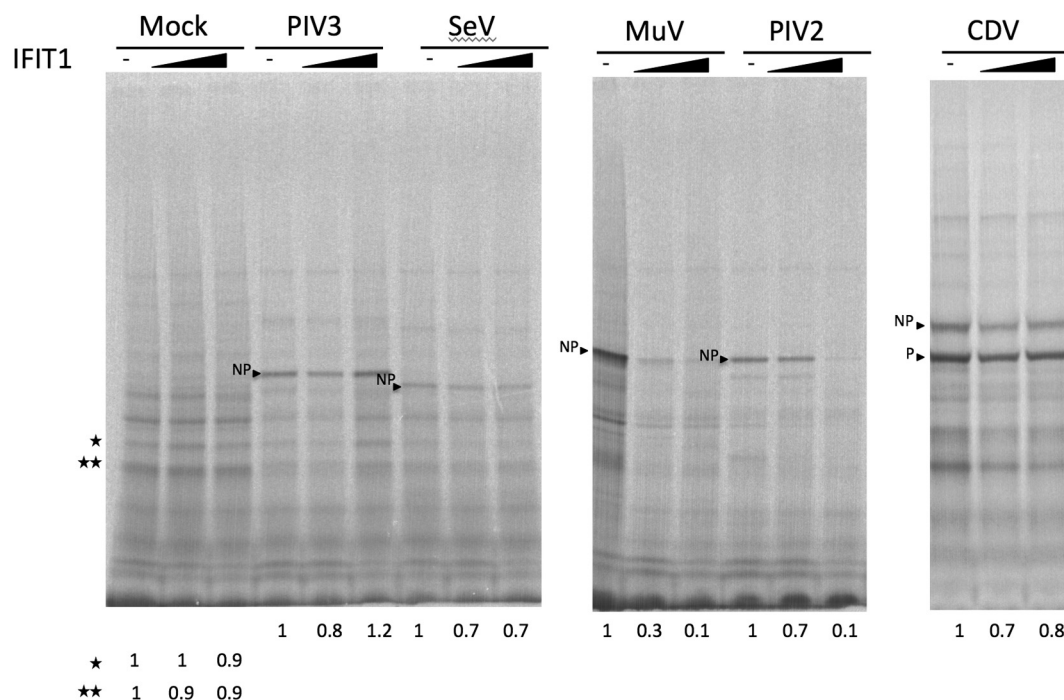 Mock PIV3 SeV MuV PIV2 CDV
IFIT1 - - - - - -
NP
NP
P
NP
NP
NP
★
★★
1 0.8 1.2 1 0.7 0.7 1 0.3 0.1 1 0.7 0.1 1 0.7 0.8
★ 1 1 0.9
★★ 1 0.9 0.9